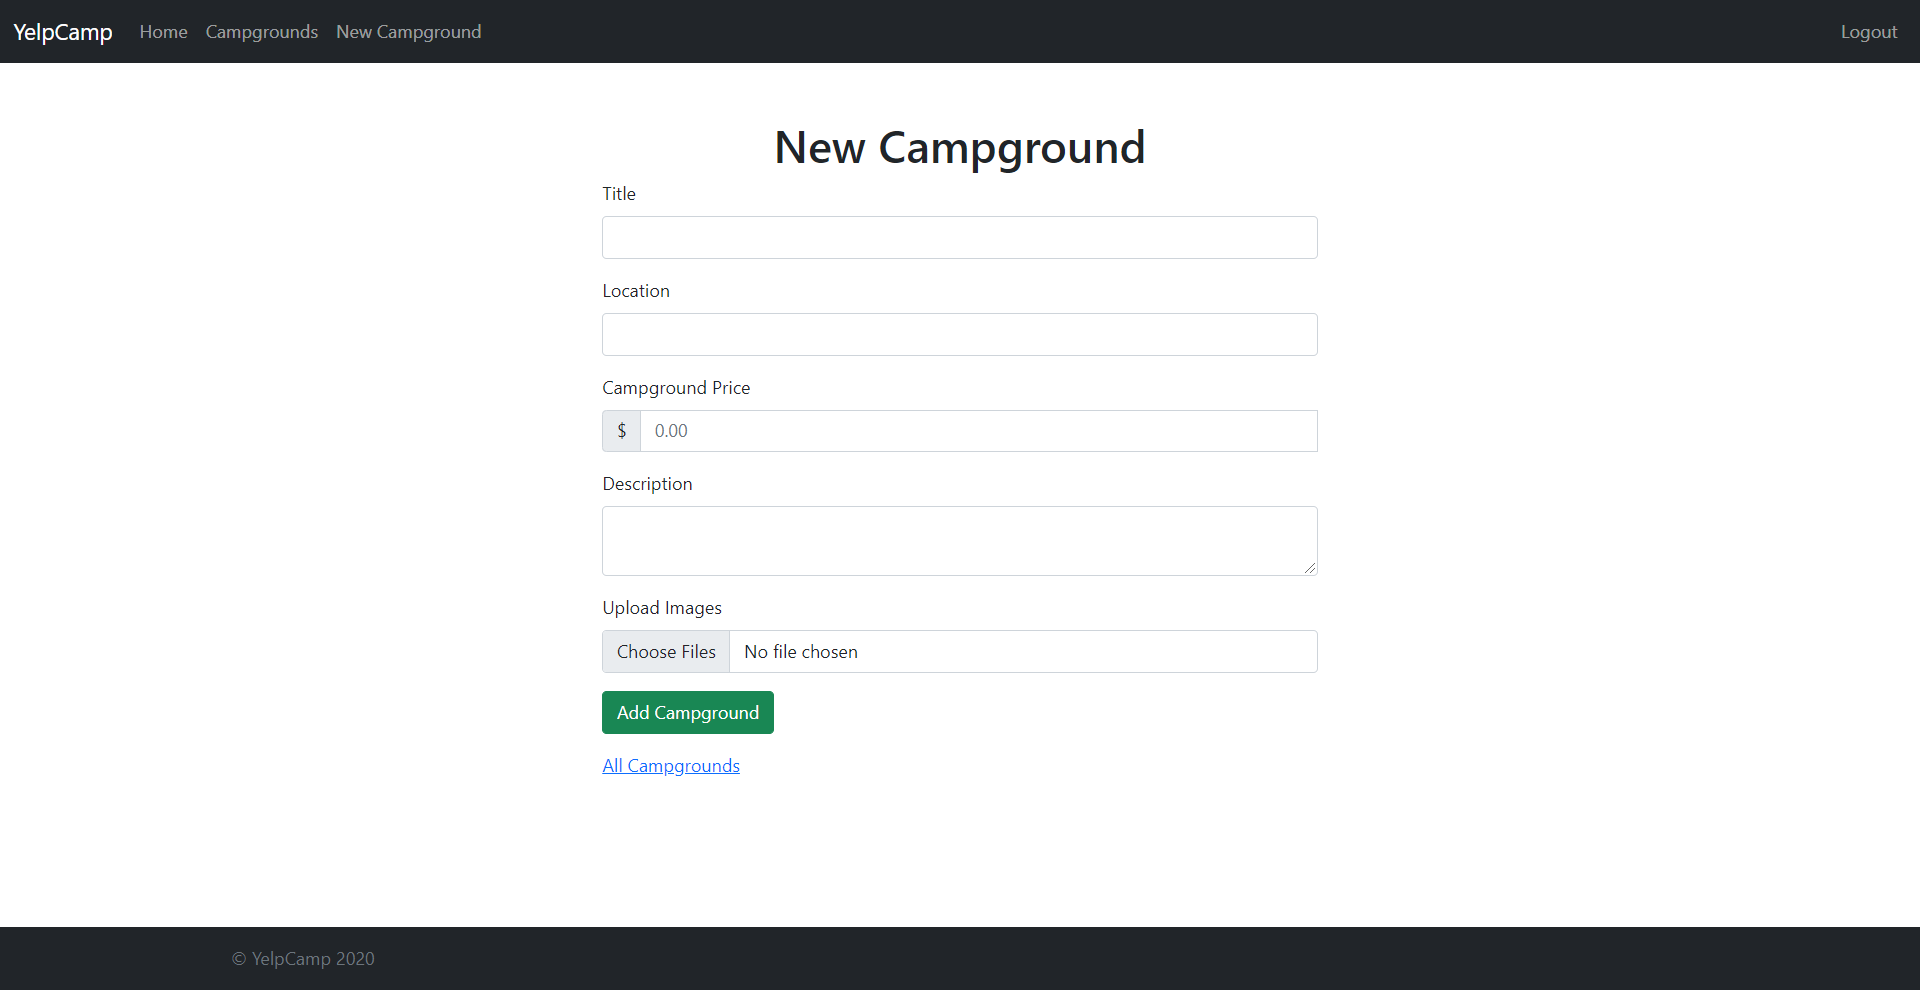 YelpCamp Home Campgrounds New Campground Logout
New Campground
Title
Location
Campground Price
$ 0.00
Description
Upload Images
Choose Files No file chosen
Add Campground
All Campgrounds
© YelpCamp 2020